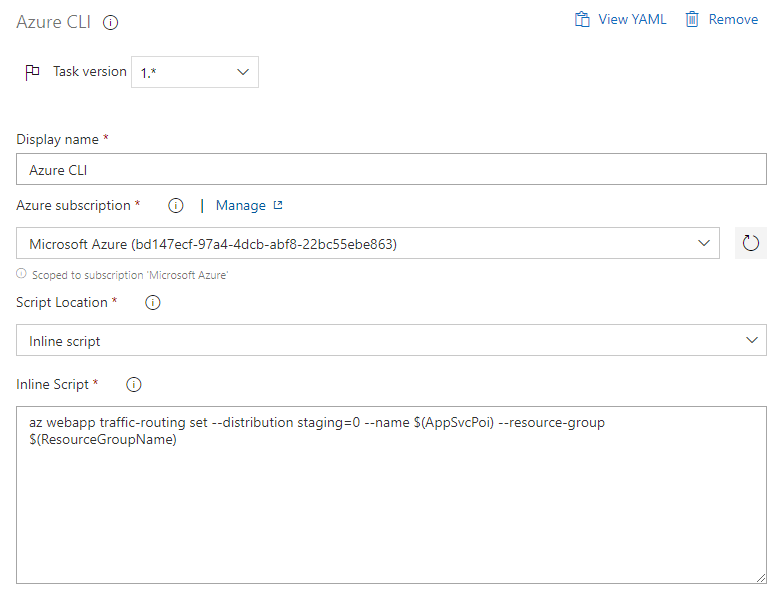 Azure CLI
View YAML
Remove
Task version
1.*
Display name *
Azure CLI
Azure subscription *
| Manage
Microsoft Azure (bd147ecf-97a4-4dcb-abf8-22bc55ebe863)
Scoped to subscription 'Microsoft Azure'
Script Location *
Inline script
Inline Script *
az webapp traffic-routing set --distribution staging=0 --name $(AppSvcPoi) --resource-group
$(ResourceGroupName)